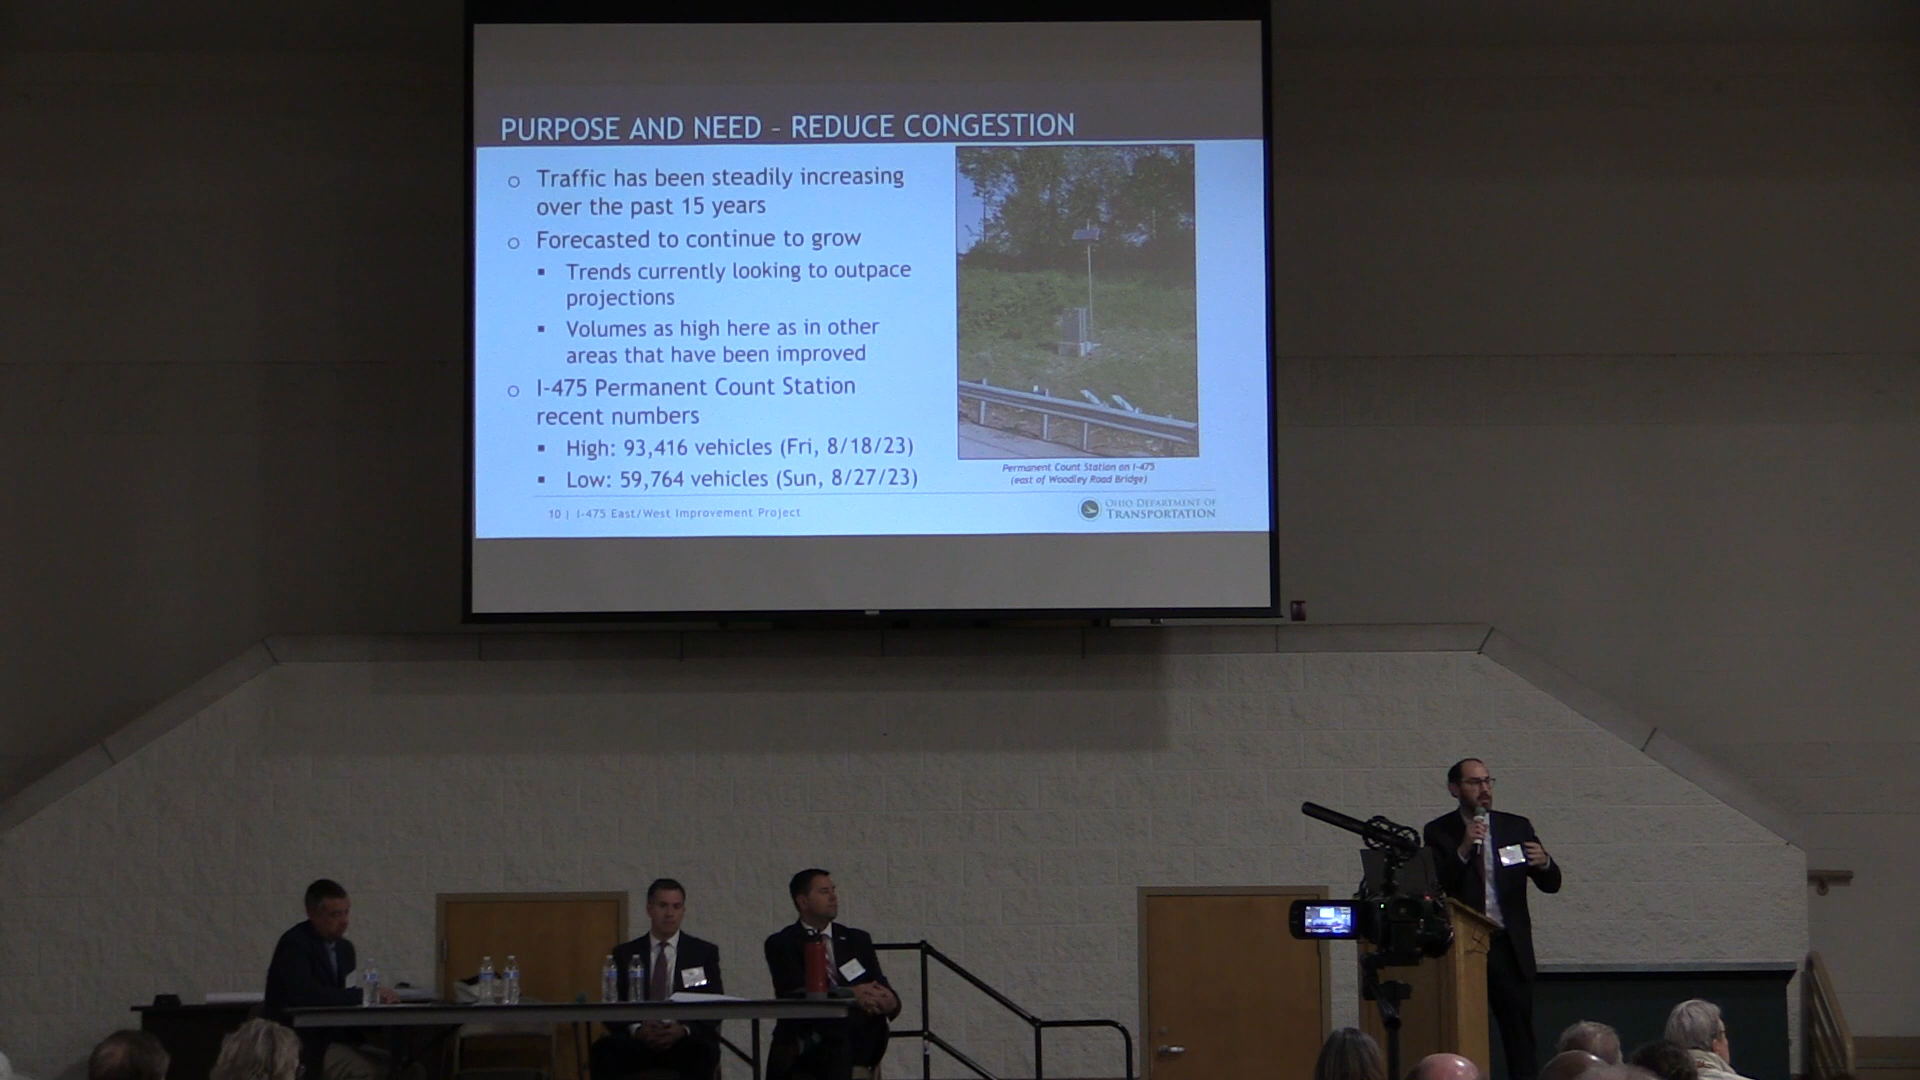 PURPOSE AND NEED – REDUCE CONGESTION
○ Traffic has been steadily increasing
over the past 15 years
○ Forecasted to continue to grow
▪ Trends currently looking to outpace
projections
▪ Volumes as high here as in other
areas that have been improved
○ I-475 Permanent Count Station
recent numbers
▪ High: 93,416 vehicles (Fri, 8/18/23)
▪ Low: 59,764 vehicles (Sun, 8/27/23)
Permanent Count Station on I-475
(east of Woodley Road Bridge)
10 | I-475 East/West Improvement Project
OHIO DEPARTMENT OF
TRANSPORTATION